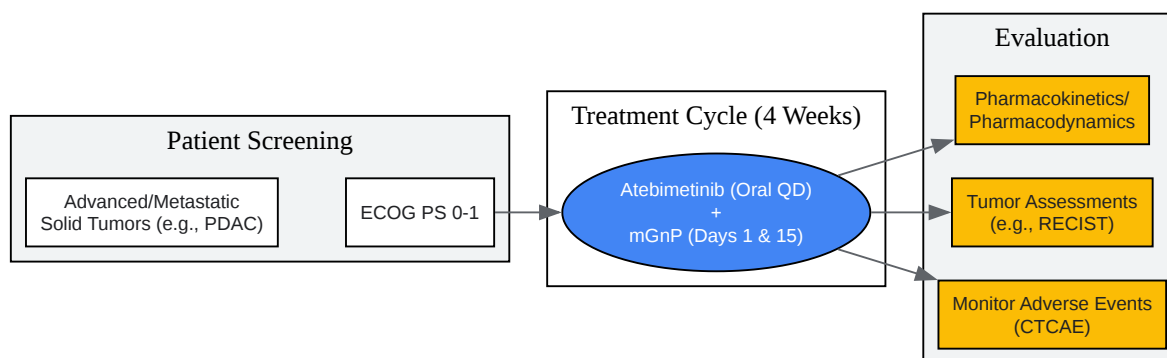 Patient Screening
Advanced/Metastatic
Solid Tumors (e.g., PDAC)
ECOG PS 0-1
Treatment Cycle (4 Weeks)
Atebimetinib (Oral QD)
+
mGnP (Days 1 & 15)
Evaluation
Pharmacokinetics/
Pharmacodynamics
Tumor Assessments
(e.g., RECIST)
Monitor Adverse Events
(CTCAE)